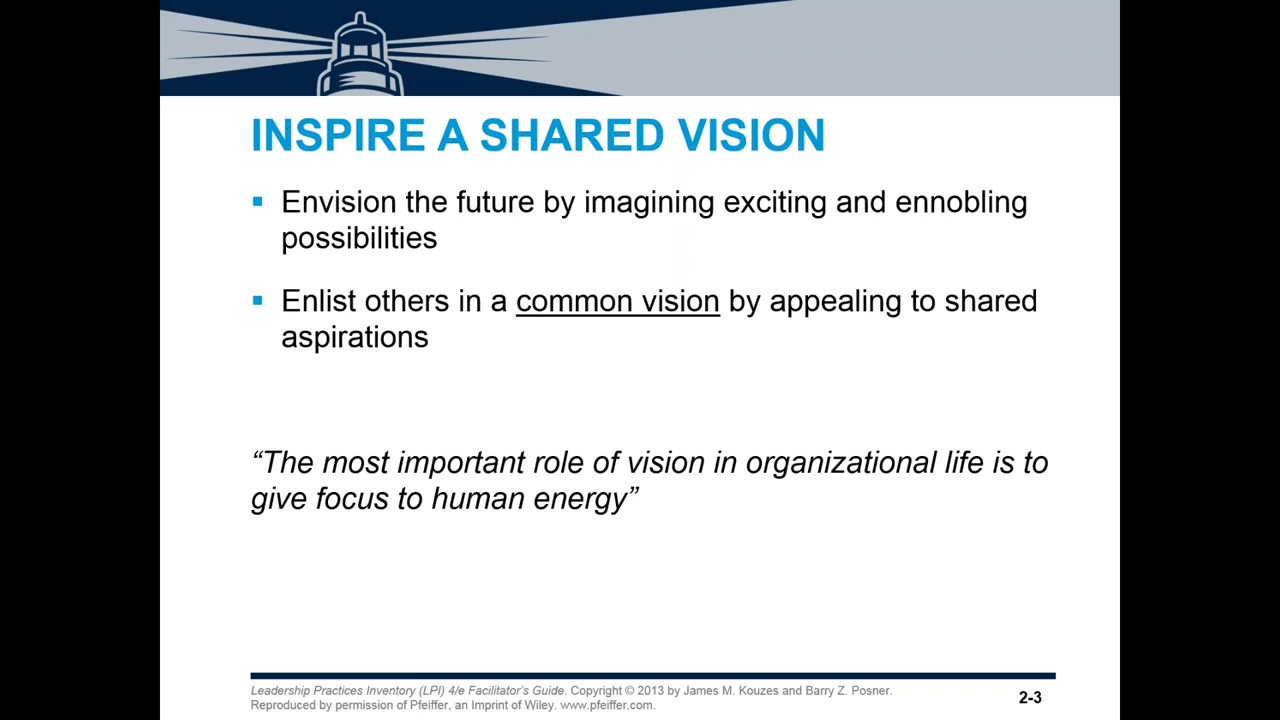 INSPIRE A SHARED VISION
▪ Envision the future by imagining exciting and ennobling
possibilities
▪ Enlist others in a common vision by appealing to shared
aspirations
“The most important role of vision in organizational life is to
give focus to human energy”
Leadership Practices Inventory (LPI) 4/e Facilitator’s Guide. Copyright © 2013 by James M. Kouzes and Barry Z. Posner.
Reproduced by permission of Pfeiffer, an Imprint of Wiley. www.pfeiffer.com.
2-3